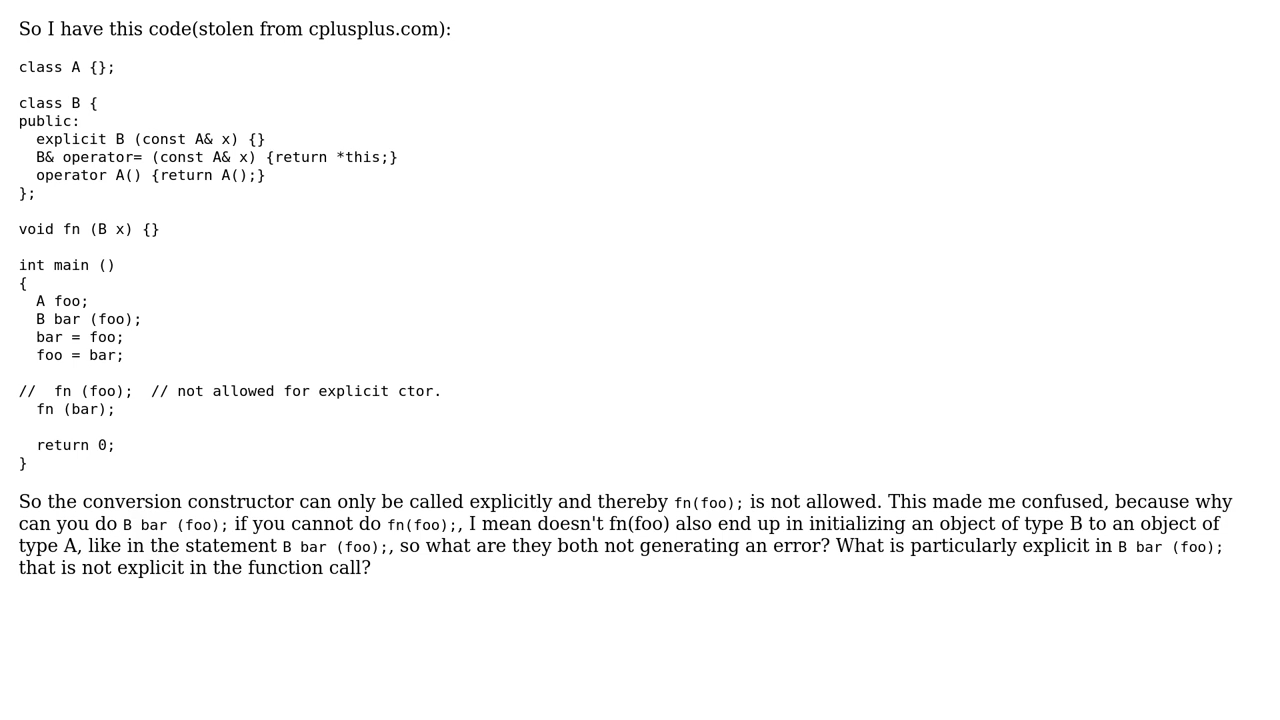 So I have this code(stolen from cplusplus.com):
class A {};
class B {
public:
  explicit B (const A& x) {}
  B& operator= (const A& x) {return *this;}
  operator A() {return A();}
};
void fn (B x) {}
int main ()
{
  A foo;
  B bar (foo);
  bar = foo;
  foo = bar;
//  fn (foo);  // not allowed for explicit ctor.
  fn (bar);
  return 0;
}
So the conversion constructor can only be called explicitly and thereby fn(foo); is not allowed. This made me confused, because why
can you do B bar (foo); if you cannot do fn(foo);, I mean doesn't fn(foo) also end up in initializing an object of type B to an object of
type A, like in the statement B bar (foo);, so what are they both not generating an error? What is particularly explicit in B bar (foo);
that is not explicit in the function call?